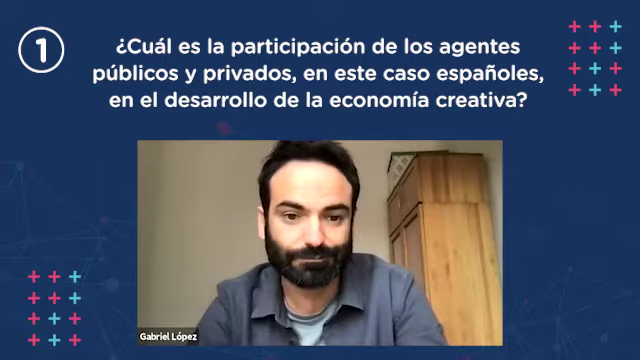 1
¿Cuál es la participación de los agentes
públicos y privados, en este caso españoles,
en el desarrollo de la economía creativa?
Gabriel López